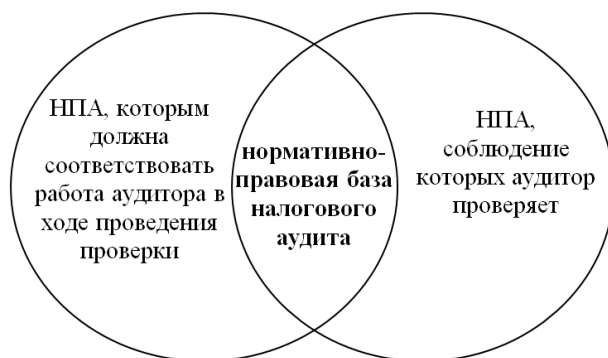 НПА, которым
должна
соответствовать
работа аудитора в
ходе проведения
проверки
нормативно-
правовая база
налогового
аудита
НПА,
соблюдение
которых аудитор
проверяет